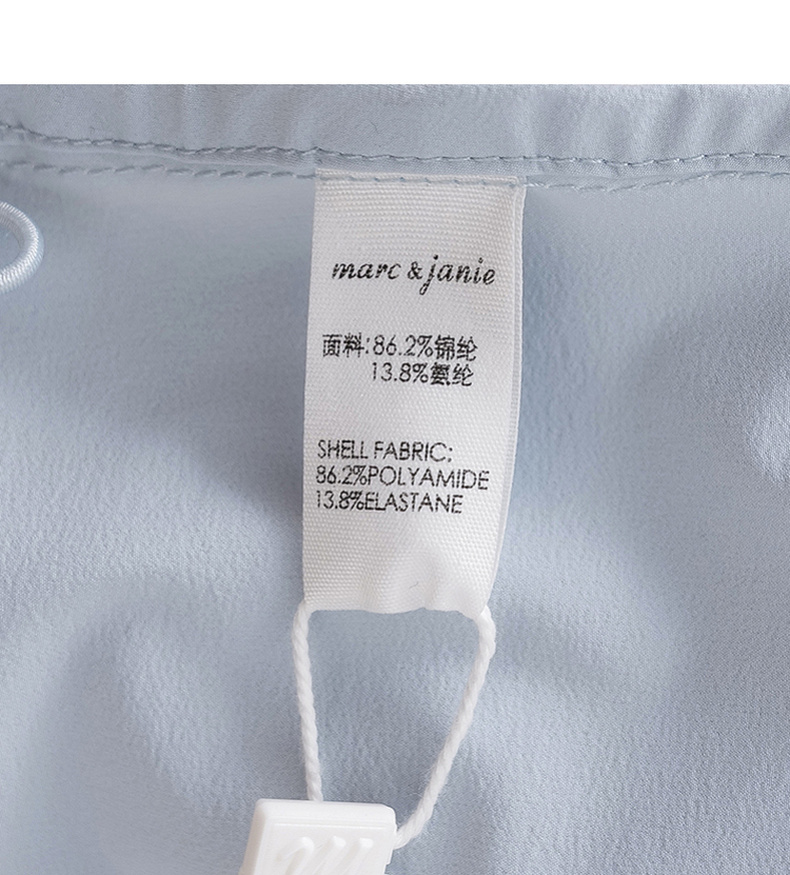 marc & janie
面料:86.2%锦纶
13.8%氨纶
SHELL FABRIC:
86.2%POLYAMIDE
13.8%ELASTANE